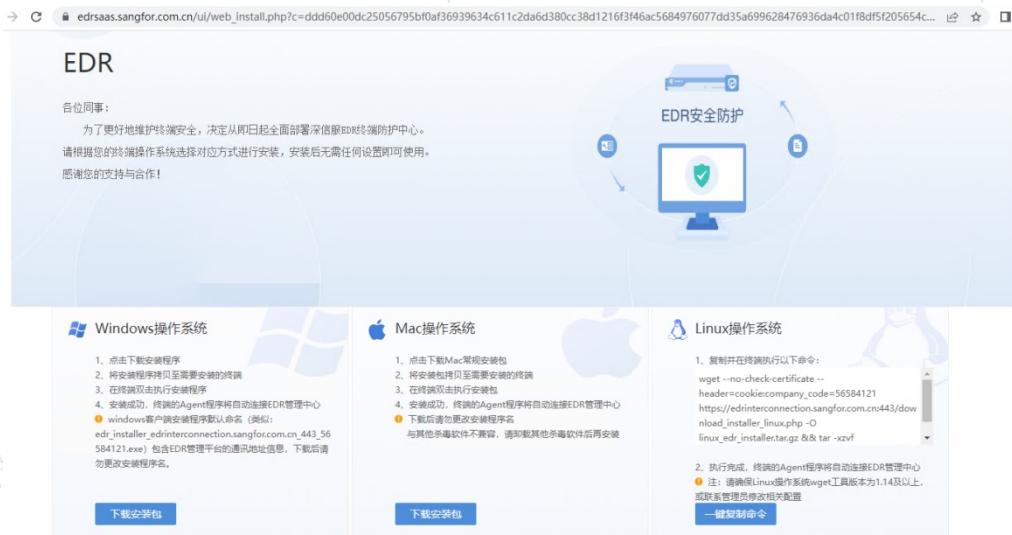 edrsaas.sangfor.com.cn/ui/web_install.php?c=ddd60e00dc25056795bf0af36939634c611c2da6d380cc38d1216f3f46ac5684976077dd35a699628476936da4c01f8df5f205654c...
EDR
各位同事：
为了更好地维护终端安全，决定从即日起全面部署深信服EDR终端防护中心。
请根据您的终端操作系统选择对应方式进行安装，安装后无需任何设置即可使用。
感谢您的支持与合作！
EDR安全防护
Windows操作系统
1、点击下载安装程序
2、将安装程序拷贝至需要安装的终端
3、在终端双击执行安装程序
4、安装成功，终端的Agent程序将自动连接EDR管理中心
windows客户端安装程序默认命名（类似：
edr_installer_edrinterconnection.sangfor.com.cn_443_56
584121.exe）包含EDR管理平台的通讯地址信息，下载后请
勿更改安装程序名。
下载安装包
Mac操作系统
1、点击下载Mac常规安装包
2、将安装包拷贝至需要安装的终端
3、在终端双击执行安装包
4、安装成功，终端的Agent程序将自动连接EDR管理中心
下载后请勿更改安装程序名
与其他杀毒软件不兼容，请卸载其他杀毒软件后再安装
下载安装包
Linux操作系统
1、复制并在终端执行以下命令：
wget --no-check-certificate --
header=cookie:company_code=56584121
https://edrinterconnection.sangfor.com.cn:443/dow
nload_installer_linux.php -O
linux_edr_installer.tar.gz && tar -xzvf
2、执行完成，终端的Agent程序将自动连接EDR管理中心
注：请确保Linux操作系统wget工具版本为1.14及以上，
或联系管理员修改相关配置
一键复制命令